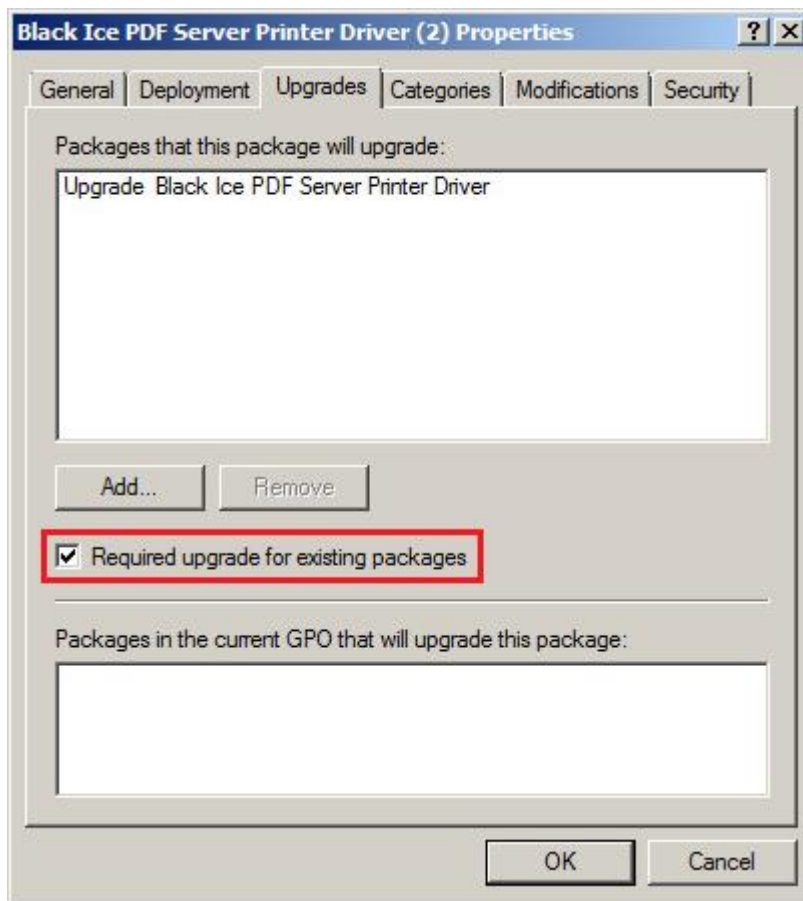 Black Ice PDF Server Printer Driver (2) Properties
General Deployment Upgrades Categories Modifications Security
Packages that this package will upgrade:
Upgrade Black Ice PDF Server Printer Driver
Add... Remove
Required upgrade for existing packages
Packages in the current GPO that will upgrade this package:
OK Cancel